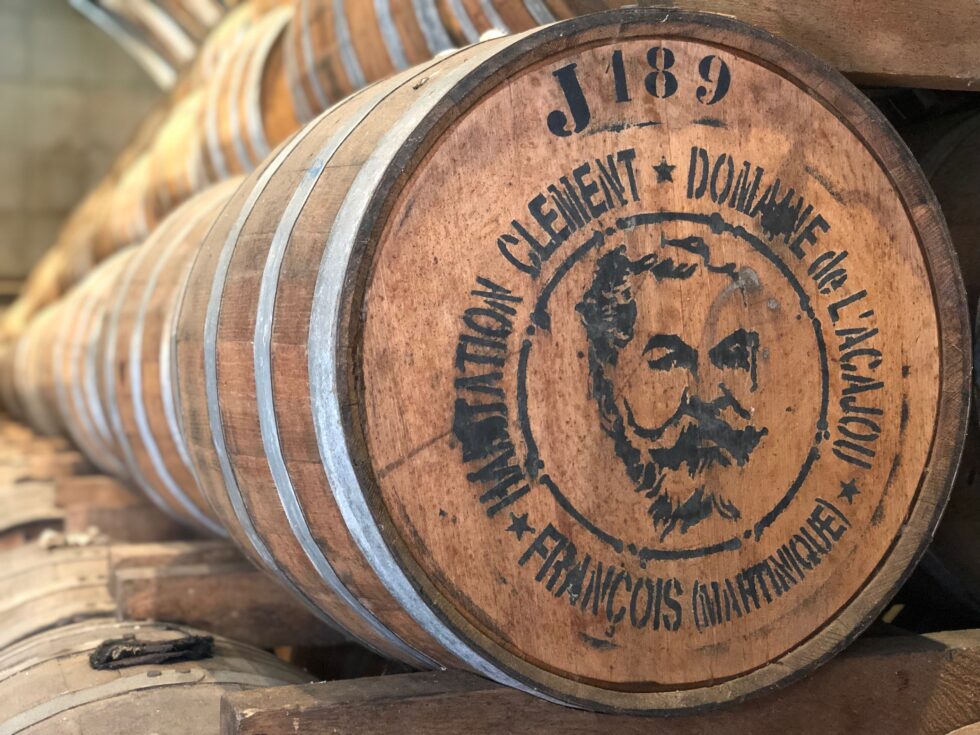 J189
HABITATION CLEMENT ★ DOMAINE de L'ACAJOU ★
★ FRANÇOIS (MARTINIQUE)